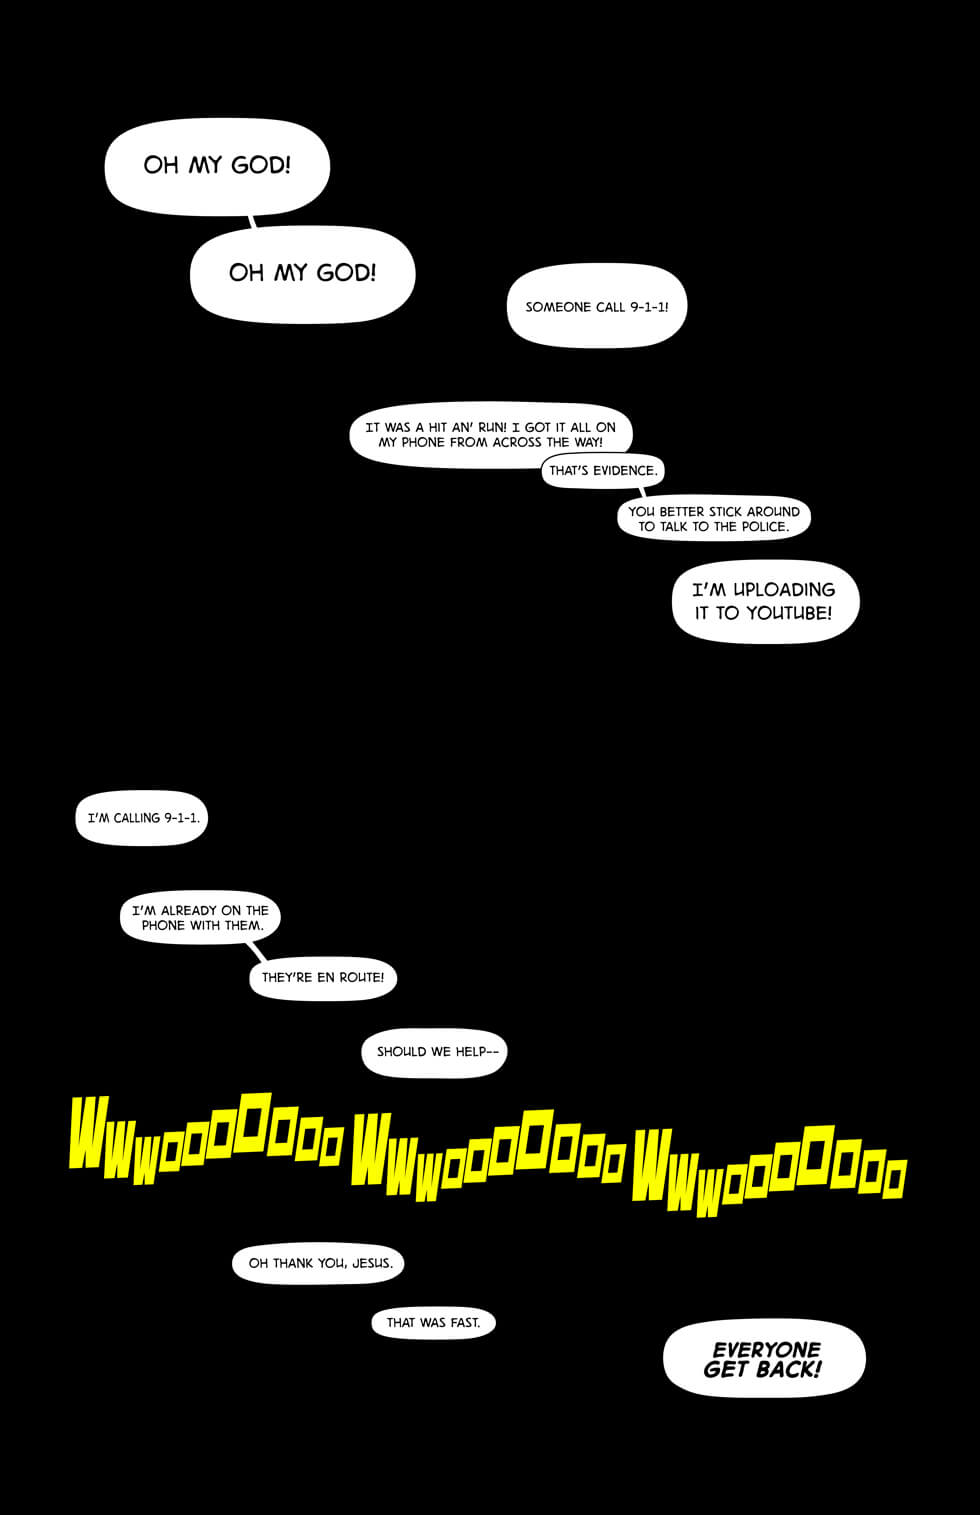 OH MY GOD!
OH MY GOD!
SOMEONE CALL 9-1-1!
IT WAS A HIT AN' RUN! I GOT IT ALL ON
MY PHONE FROM ACROSS THE WAY!
THAT'S EVIDENCE.
YOU BETTER STICK AROUND
TO TALK TO THE POLICE.
I'M UPLOADING
IT TO YOUTUBE!
I'M CALLING 9-1-1.
I'M ALREADY ON THE
PHONE WITH THEM.
THEY'RE EN ROUTE!
SHOULD WE HELP--
WWWOOOOOOO WWWOOOOOOO WWWOOOOOOO
OH THANK YOU, JESUS.
THAT WAS FAST.
EVERYONE
GET BACK!